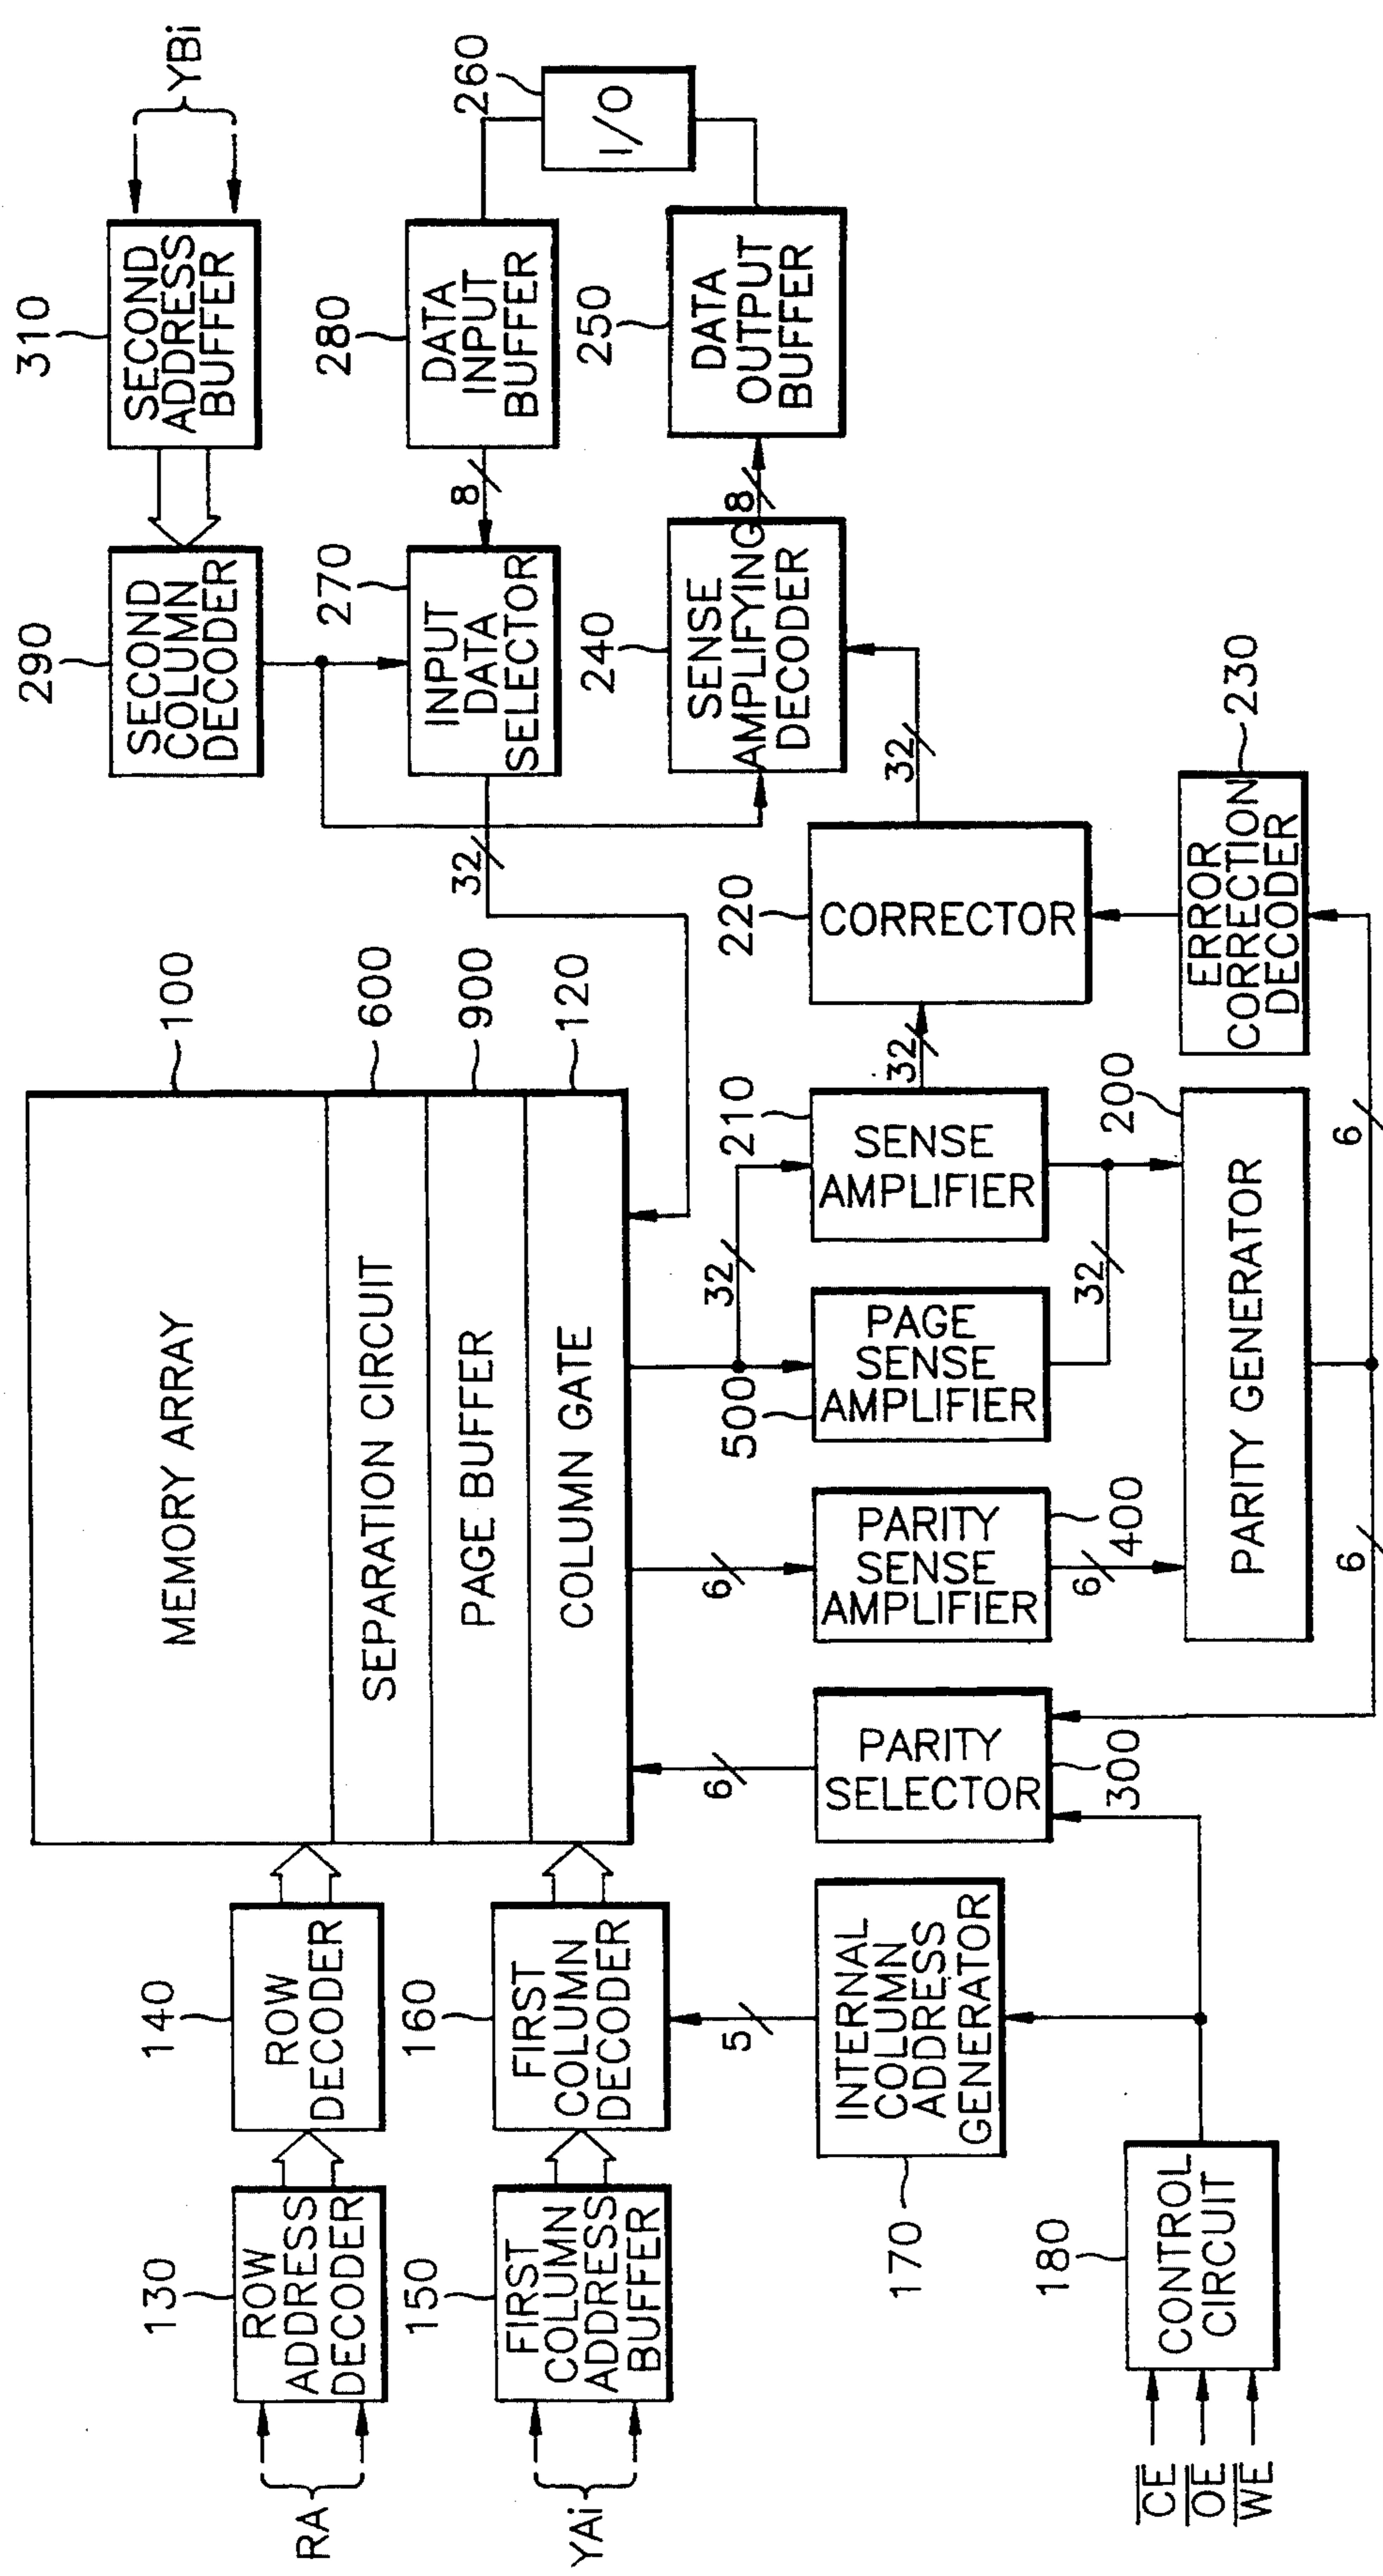 RA
130
ROW
ADDRESS
DECODER
140
ROW
DECODER
MEMORY ARRAY
100
SEPARATION CIRCUIT
600
PAGE BUFFER
900
COLUMN GATE
120
YAi
150
FIRST
COLUMN
ADDRESS
BUFFER
160
FIRST
COLUMN
DECODER
5
170
INTERNAL
COLUMN
ADDRESS
GENERATOR
180
CONTROL
CIRCUIT
CE
OE
WE
6
PARITY
SELECTOR
300
6
PARITY
SENSE
AMPLIFIER
400
6
500
PAGE
SENSE
AMPLIFIER
32
32
210
SENSE
AMPLIFIER
32
200
PARITY GENERATOR
6
6
220
CORRECTOR
32
230
ERROR
CORRECTION
DECODER
290
SECOND
COLUMN
DECODER
310
SECOND
ADDRESS
BUFFER
YBi
270
INPUT
DATA
SELECTOR
32
8
280
DATA
INPUT
BUFFER
240
SENSE
AMPLIFYING
DECODER
8
250
DATA
OUTPUT
BUFFER
260
I/O